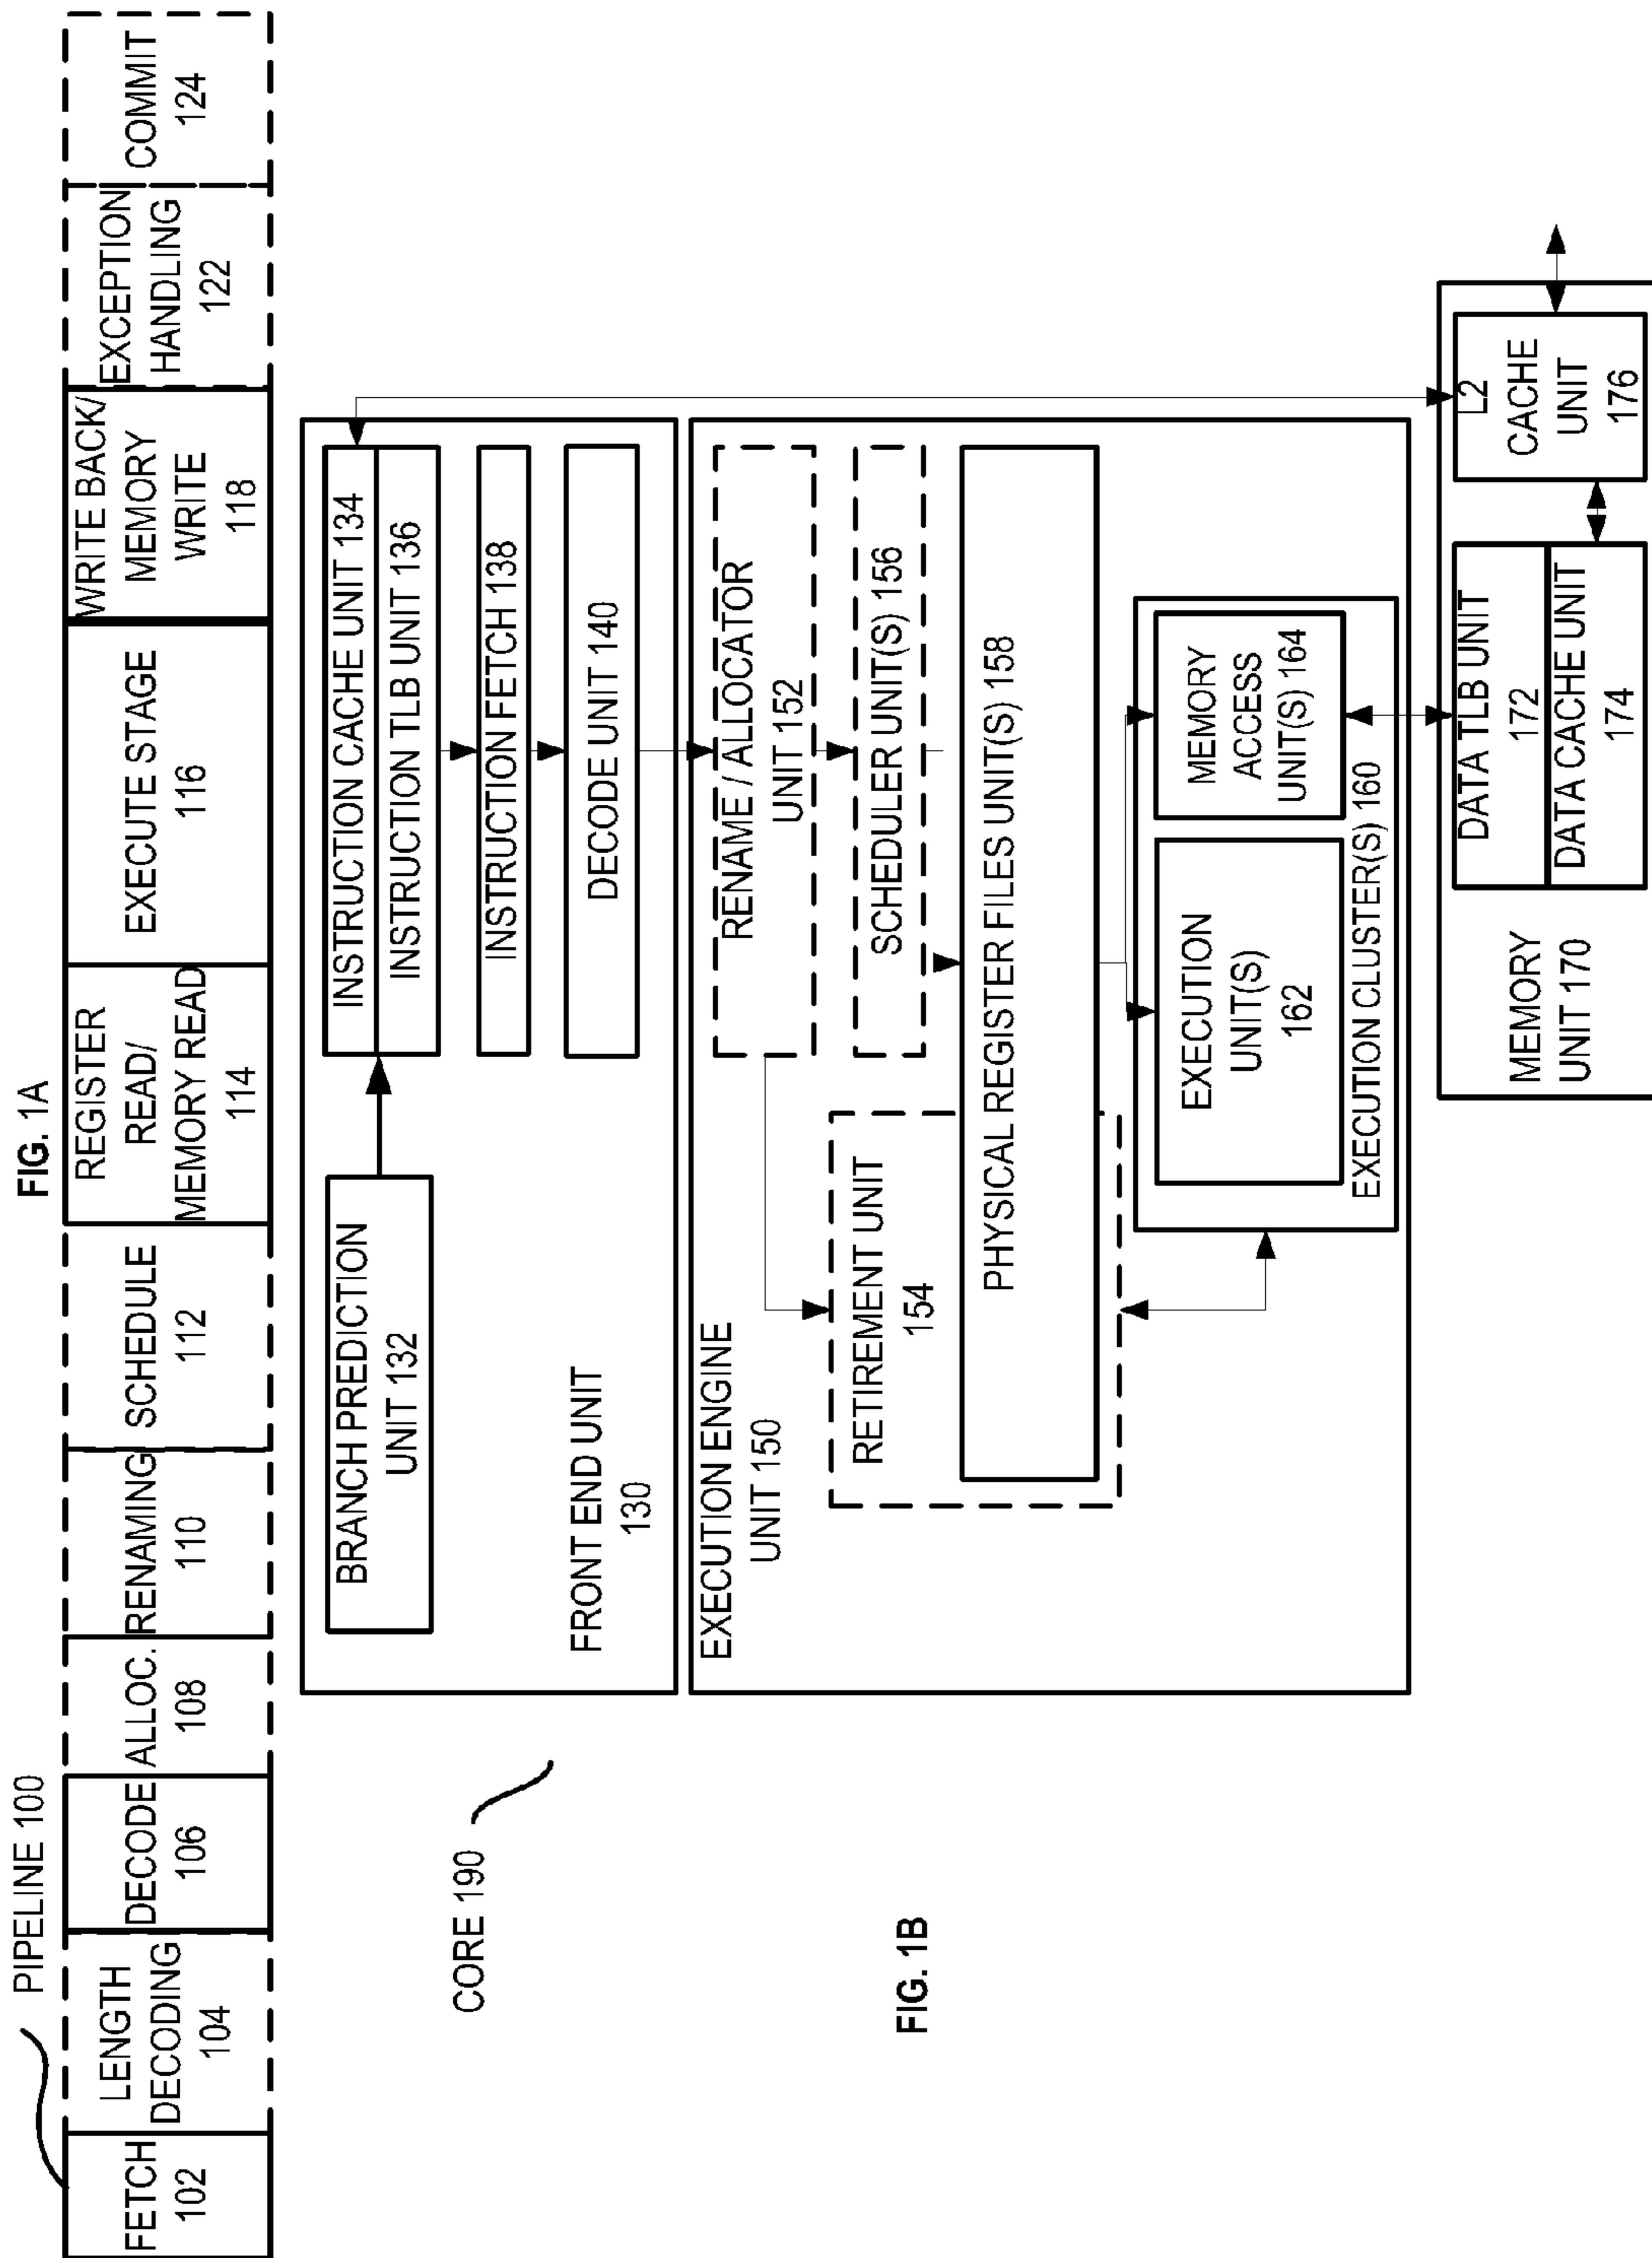 FIG. 1A
PIPELINE 100
FETCH
102
LENGTH
DECODING
104
DECODE
106
ALLOC.
108
RENAMING
110
SCHEDULE
112
REGISTER
READ/
MEMORY READ
114
EXECUTE STAGE
116
WRITE BACK/
MEMORY
WRITE
118
EXCEPTION
HANDLING
122
COMMIT
124
CORE 190
FRONT END UNIT
130
BRANCH PREDICTION
UNIT 132
INSTRUCTION CACHE UNIT 134
INSTRUCTION TLB UNIT 136
INSTRUCTION FETCH 138
DECODE UNIT 140
EXECUTION ENGINE
UNIT 150
RENAME / ALLOCATOR
UNIT 152
RETIREMENT UNIT
154
SCHEDULER UNIT(S) 156
PHYSICAL REGISTER FILES UNIT(S) 158
EXECUTION
UNIT(S)
162
MEMORY
ACCESS
UNIT(S) 164
EXECUTION CLUSTER(S) 160
MEMORY
UNIT 170
DATA TLB UNIT
172
DATA CACHE UNIT
174
L2
CACHE
UNIT
176
FIG. 1B